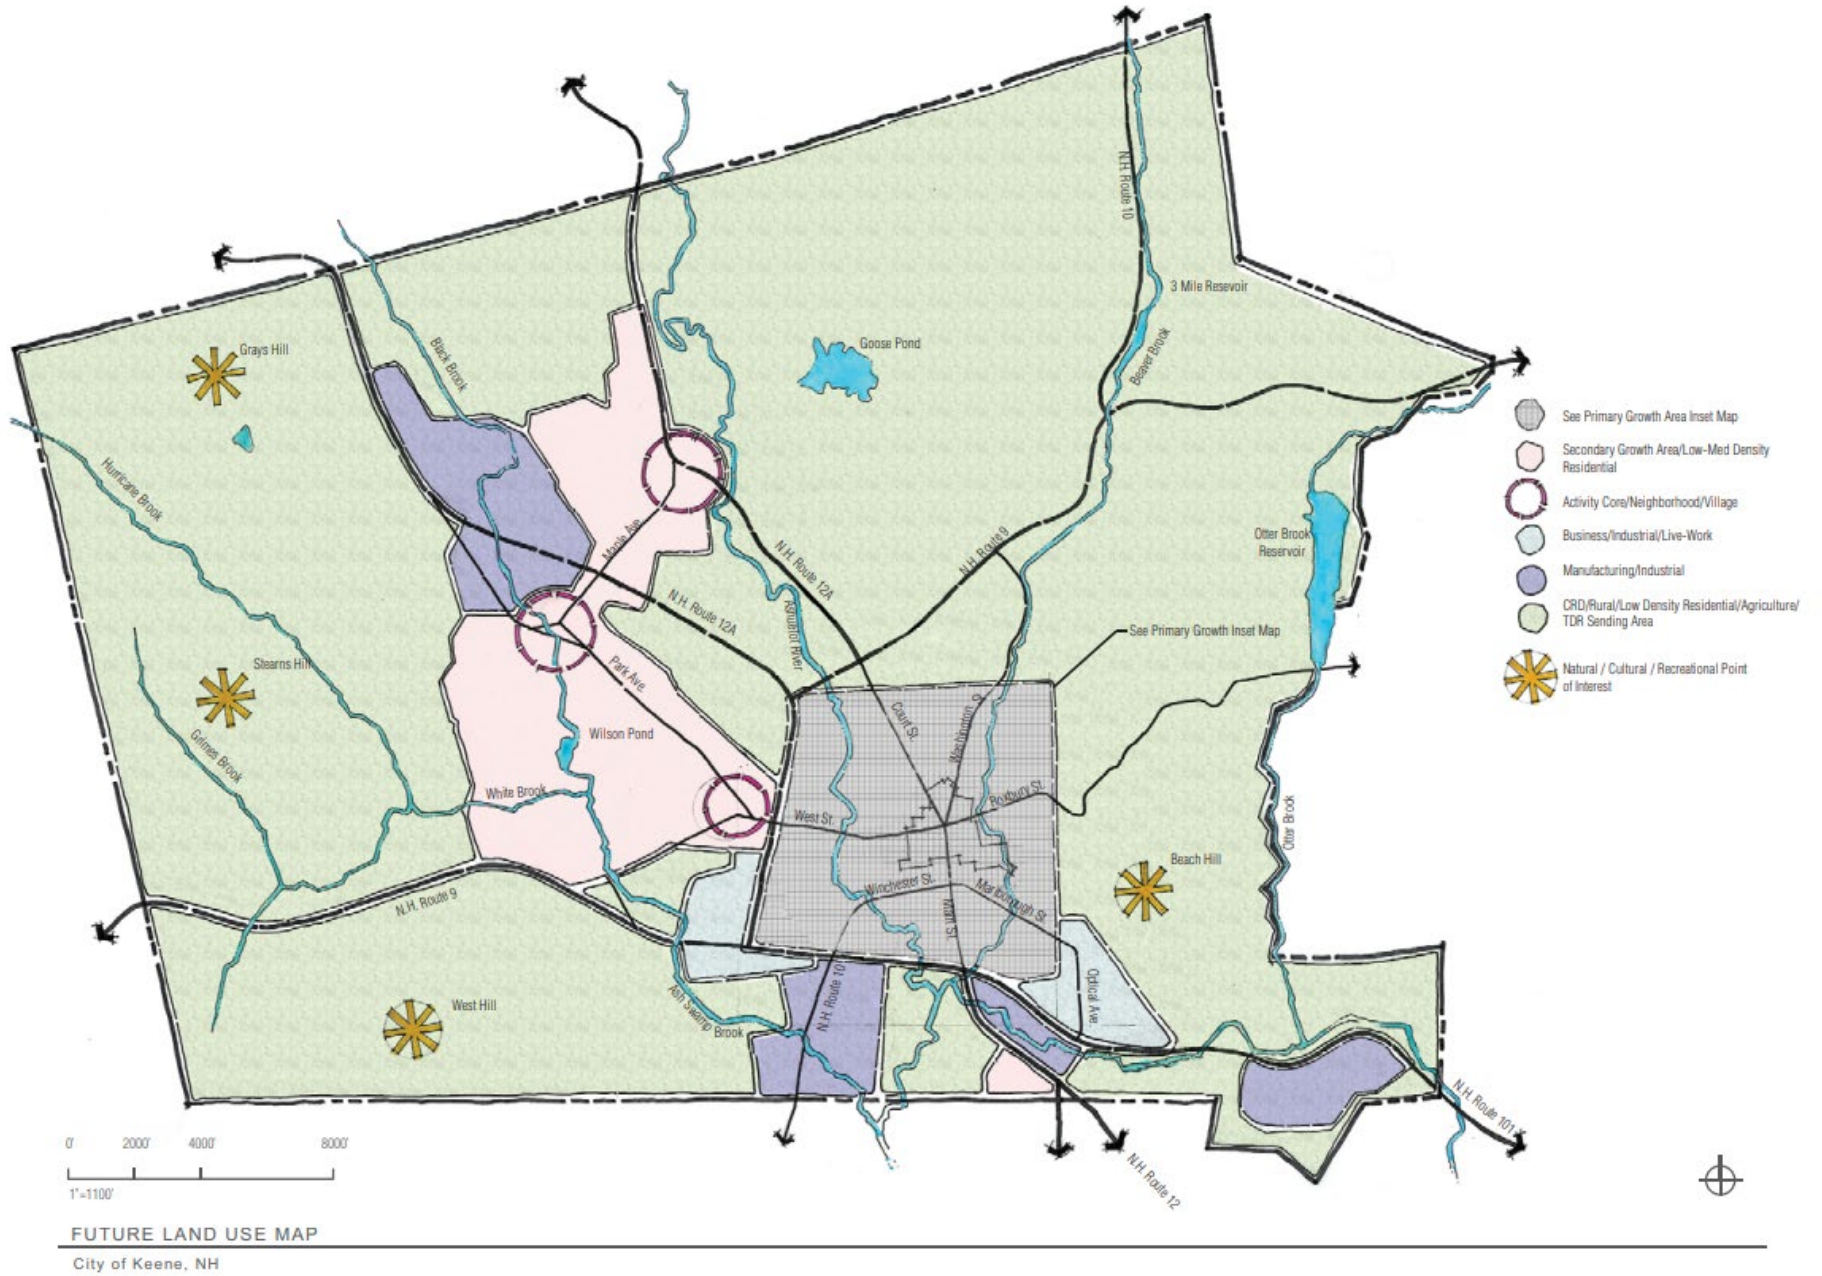 N.H. Route 10
3 Mile Resevoir
Goose Pond
Beaver Brook
Grays Hill
Black Brook
Hurricane Brook
Maple Ave.
N.H. Route 12A
N.H. Route 12A
N.H. Route 9
Ashuelot River
Otter Brook
Reservoir
See Primary Growth Inset Map
Stearns Hill
Park Ave.
Grimes Brook
Wilson Pond
Court St.
Washington St.
White Brook
West St.
Roxbury St.
Otter Brook
Beach Hill
N.H. Route 9
Winchester St.
Marlborough St.
Main St.
West Hill
Ash Swamp
Brook
N.H. Route 10
Optical Ave
N.H. Route 101
N.H. Route 12
See Primary Growth Area Inset Map
Secondary Growth Area/Low-Med Density
Residential
Activity Core/Neighborhood/Village
Business/Industrial/Live-Work
Manufacturing/Industrial
CRD/Rural/Low Density Residential/Agriculture/
TDR Sending Area
Natural / Cultural / Recreational Point
of Interest
0' 2000' 4000' 8000'
1"=1100'
FUTURE LAND USE MAP
City of Keene, NH